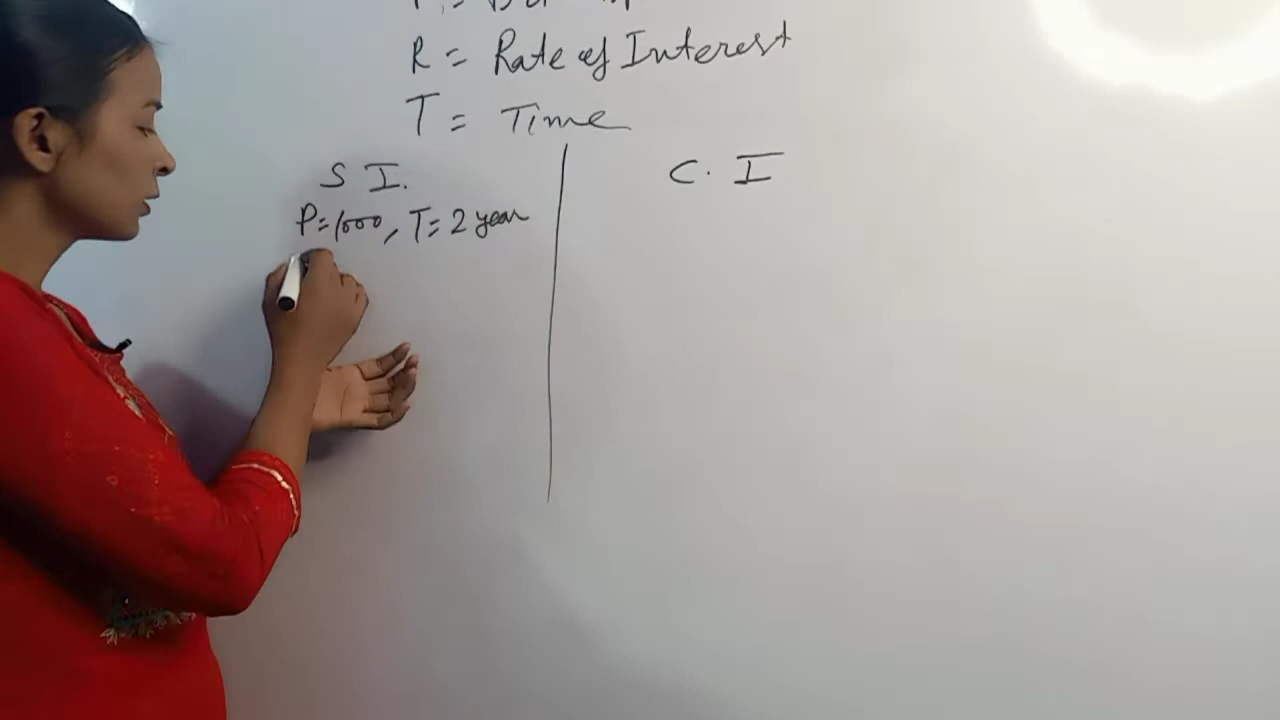 R = Rate of Interest
T = Time
S I.
P=1000, T= 2 year
C. I